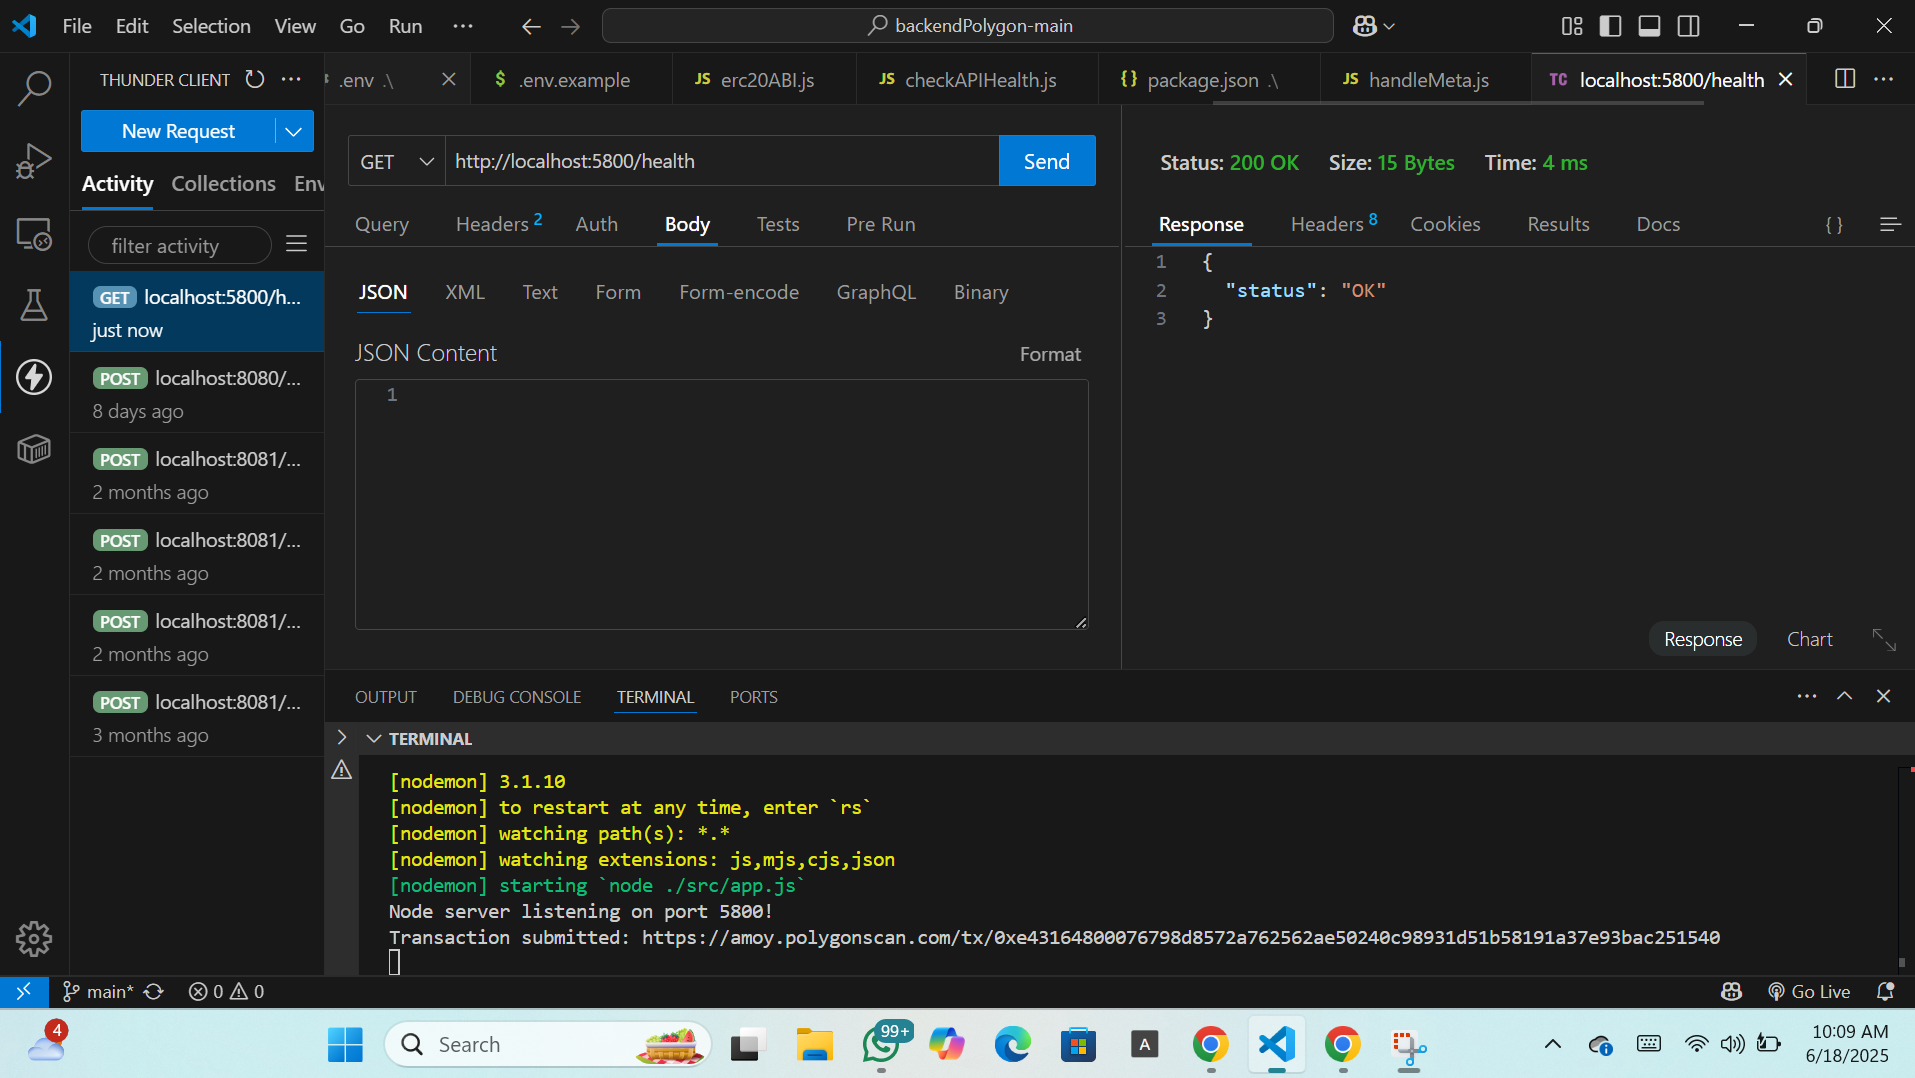 File Edit Selection View Go Run ··· backendPolygon-main
THUNDER CLIENT
.env .\ $ .env.example JS erc20ABI.js JS checkAPIHealth.js {} package.json .\ JS handleMeta.js TC localhost:5800/health
New Request
Activity Collections Env
filter activity
GET localhost:5800/h...
just now
POST localhost:8080/...
8 days ago
POST localhost:8081/...
2 months ago
POST localhost:8081/...
2 months ago
POST localhost:8081/...
2 months ago
POST localhost:8081/...
3 months ago
GET http://localhost:5800/health Send
Query Headers 2 Auth Body Tests Pre Run
JSON XML Text Form Form-encode GraphQL Binary
JSON Content Format
1
Status: 200 OK Size: 15 Bytes Time: 4 ms
Response Headers 8 Cookies Results Docs {}
1 {
2 "status": "OK"
3 }
Response Chart
OUTPUT DEBUG CONSOLE TERMINAL PORTS
TERMINAL
[nodemon] 3.1.10
[nodemon] to restart at any time, enter `rs`
[nodemon] watching path(s): *.*
[nodemon] watching extensions: js,mjs,cjs,json
[nodemon] starting `node ./src/app.js`
Node server listening on port 5800!
Transaction submitted: https://amoy.polygonscan.com/tx/0xe43164800076798d8572a762562ae50240c98931d51b58191a37e93bac251540
main* 0 0 Go Live
4 Search 99+ A 10:09 AM
6/18/2025